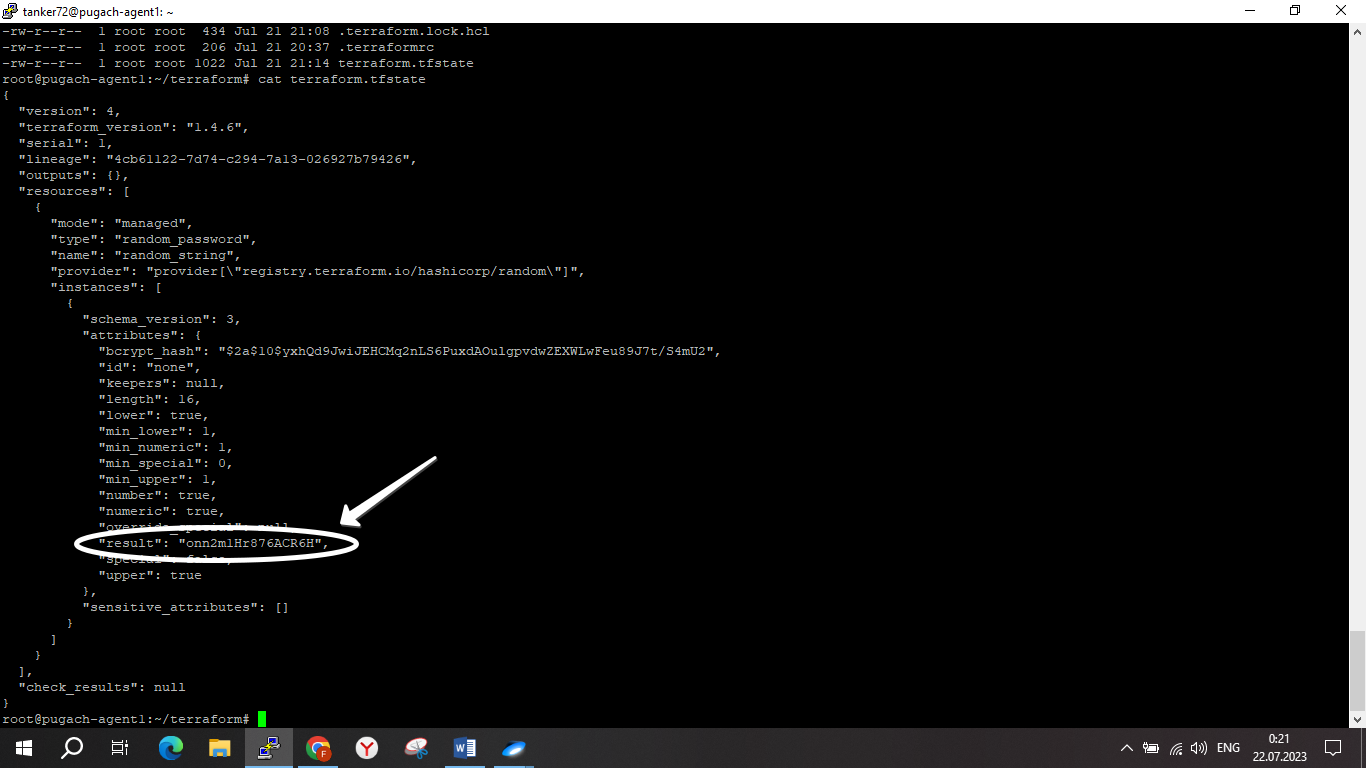 tanker72@pugach-agent1: ~
-rw-r--r-- 1 root root 434 Jul 21 21:08 .terraform.lock.hcl
-rw-r--r-- 1 root root 206 Jul 21 20:37 .terraformrc
-rw-r--r-- 1 root root 1022 Jul 21 21:14 terraform.tfstate
root@pugach-agent1:~/terraform# cat terraform.tfstate
{
  "version": 4,
  "terraform_version": "1.4.6",
  "serial": 1,
  "lineage": "4cb61122-7d74-c294-7a13-026927b79426",
  "outputs": {},
  "resources": [
    {
      "mode": "managed",
      "type": "random_password",
      "name": "random_string",
      "provider": "provider[\"registry.terraform.io/hashicorp/random\"]",
      "instances": [
        {
          "schema_version": 3,
          "attributes": {
            "bcrypt_hash": "$2a$10$yxhQd9JwiJEHCMq2nLS6PuxdAOulgpvdwZEXWLwFeu89J7t/S4mU2",
            "id": "none",
            "keepers": null,
            "length": 16,
            "lower": true,
            "min_lower": 1,
            "min_numeric": 1,
            "min_special": 0,
            "min_upper": 1,
            "number": true,
            "numeric": true,
            "override_special": null,
            "result": "onn2mlHr876ACR6H",
            "special": false,
            "upper": true
          },
          "sensitive_attributes": []
        }
      ]
    }
  ],
  "check_results": null
}
root@pugach-agent1:~/terraform#
ENG
0:21
22.07.2023